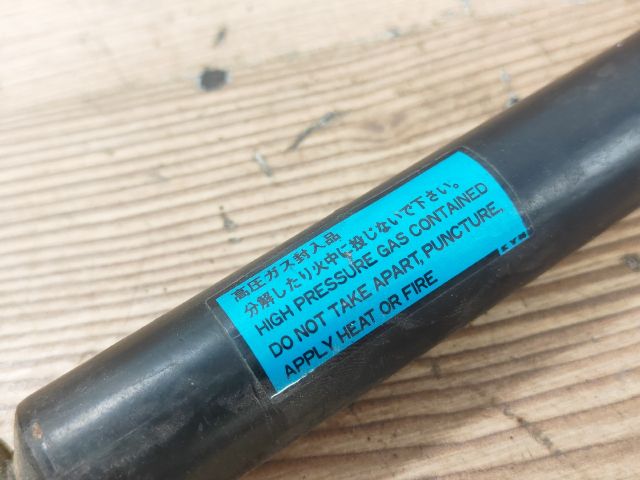 高圧ガス封入品
分解したり火中に投じないで下さい。
HIGH PRESSURE GAS CONTAINED
DO NOT TAKE APART, PUNCTURE,
APPLY HEAT OR FIRE